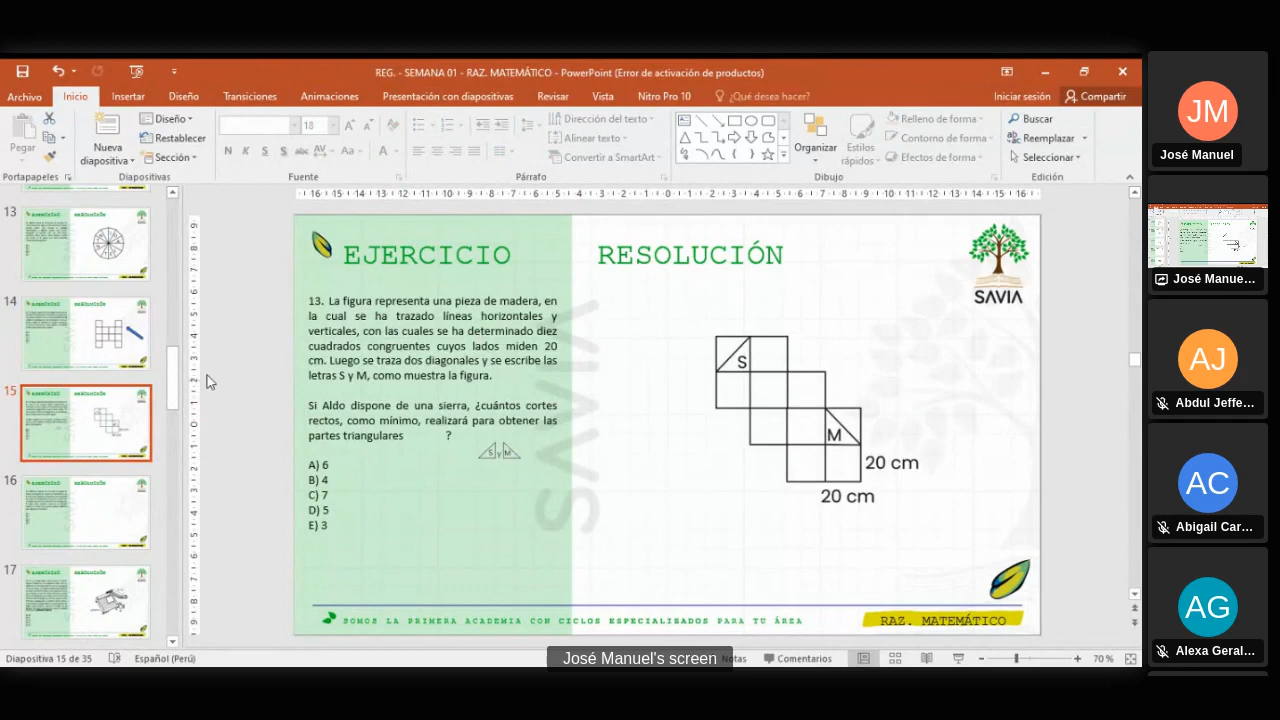 REG. - SEMANA 01 - RAZ. MATEMÁTICO - PowerPoint (Error de activación de productos)
Archivo Inicio Insertar Diseño Transiciones Animaciones Presentación con diapositivas Revisar Vista Nitro Pro 10 ¿Qué desea hacer? Iniciar sesión Compartir
Pegar
Nueva
diapositiva
Diseño
Restablecer
Sección
18
N K S S abc AV Aa A
Dirección del texto
Alinear texto
Convertir a SmartArt
Organizar
Estilos
rápidos
Relleno de forma
Contorno de forma
Efectos de forma
Buscar
Reemplazar
Seleccionar
Portapapeles Diapositivas Fuente Párrafo Dibujo Edición
13
14
15
16
17
EJERCICIO RESOLUCIÓN
SAVIA
13. La figura representa una pieza de madera, en
la cual se ha trazado líneas horizontales y
verticales, con las cuales se ha determinado diez
cuadrados congruentes cuyos lados miden 20
cm. Luego se traza dos diagonales y se escribe las
letras S y M, como muestra la figura.
Si Aldo dispone de una sierra, ¿cuántos cortes
rectos, como mínimo, realizará para obtener las
partes triangulares ?
S y M
A) 6
B) 4
C) 7
D) 5
E) 3
SAVIA
S
M
20 cm
20 cm
SOMOS LA PRIMERA ACADEMIA CON CICLOS ESPECIALIZADOS PARA TU ÁREA
RAZ. MATEMÁTICO
Diapositiva 15 de 35 Español (Perú) Notas Comentarios 70 %
José Manuel's screen
JM
José Manuel
José Manue...
AJ
Abdul Jeffe...
AC
Abigail Car...
AG
Alexa Geral...